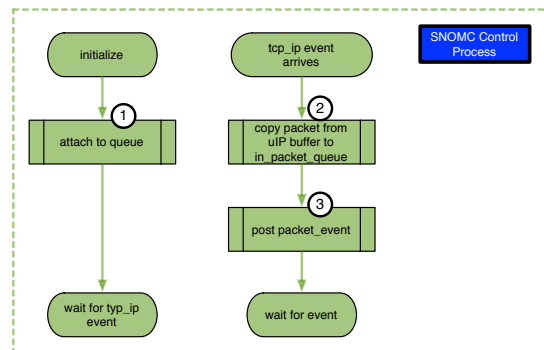 initialize
tcp_ip event
arrives
SNOMC Control
Process
1
attach to queue
2
copy packet from
uIP buffer to
in_packet_queue
3
post packet_event
wait for typ_ip
event
wait for event